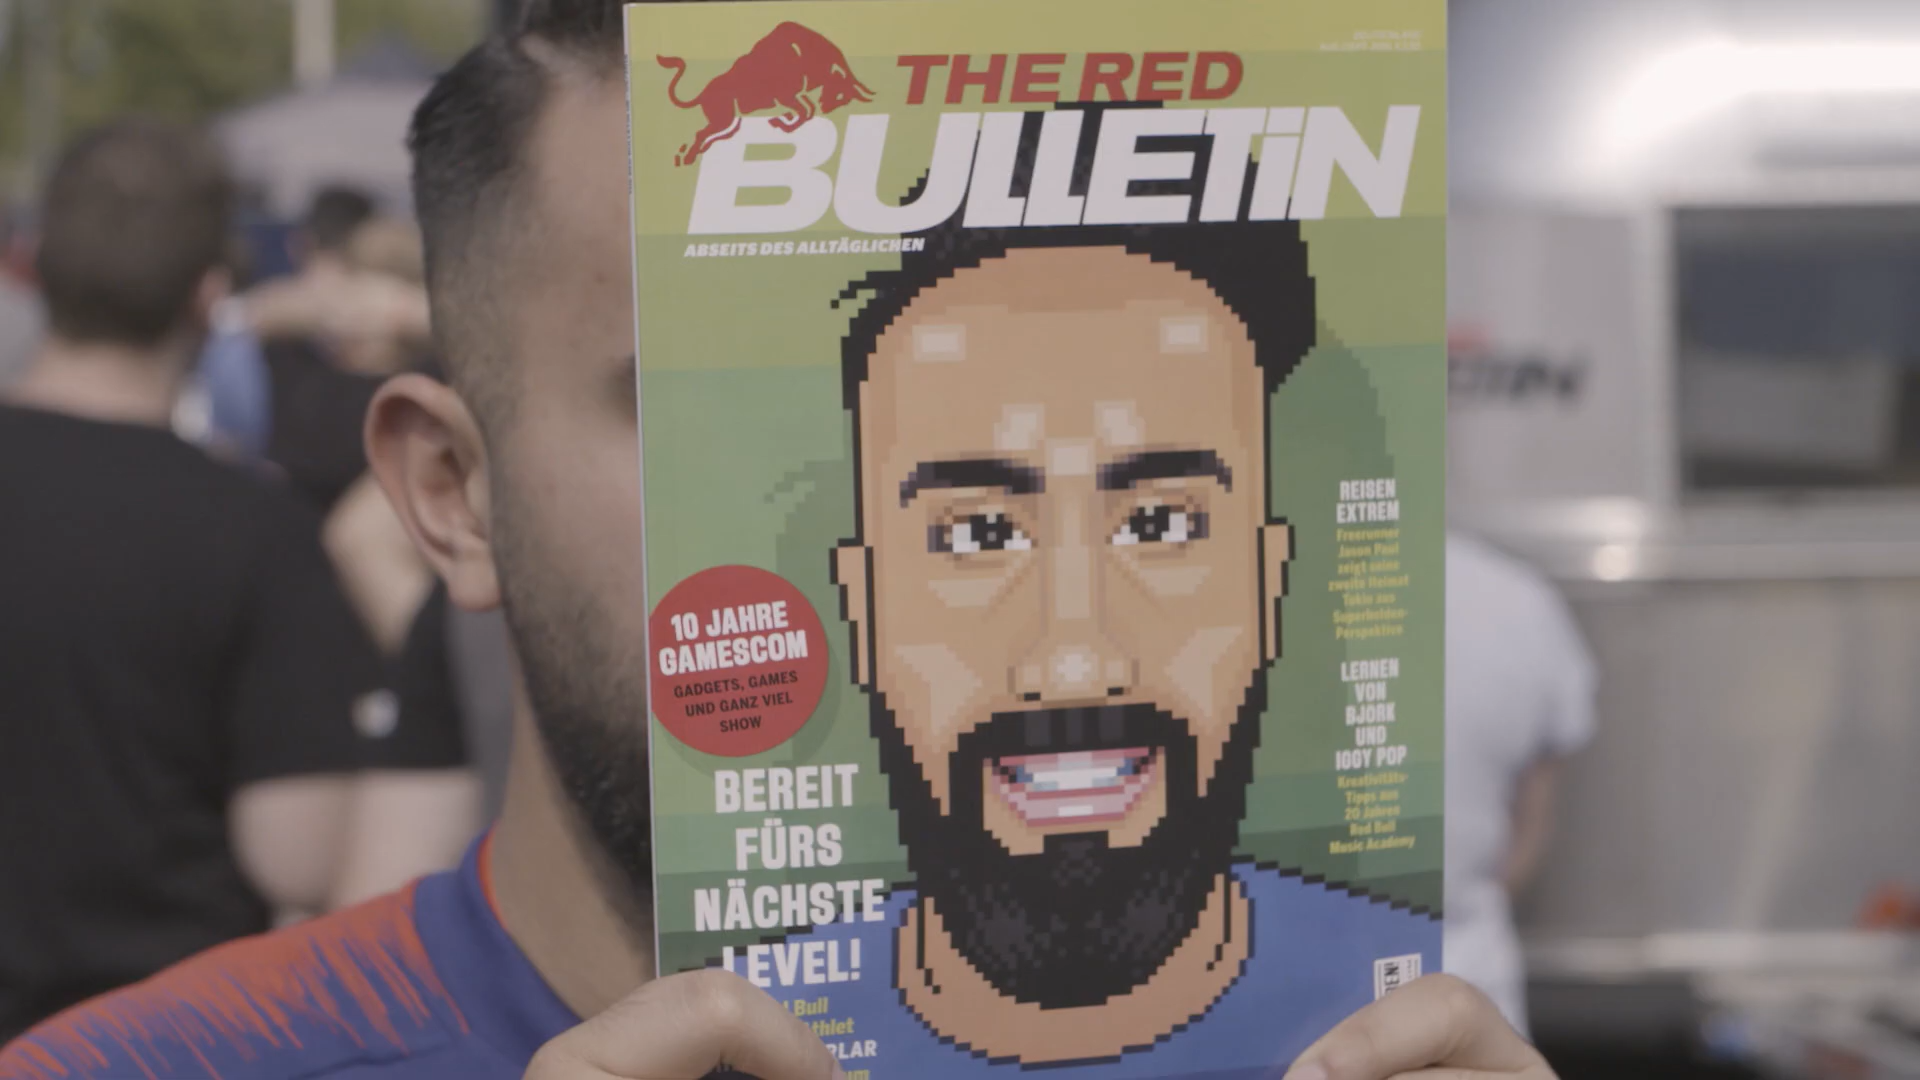 THE RED
BULLETiN
ABSEITS DES ALLTÄGLICHEN
10 JAHRE
GAMESCOM
GADGETS, GAMES
UND GANZ VIEL
SHOW
BEREIT
FÜRS
NÄCHSTE
LEVEL!
Bull
REISEN
EXTREM
Freerunner
Jason Paul
zeigt seine
zweite Heimat
Tokio aus
Superhelden-
Perspektive
LERNEN
VON
BJÖRK
UND
IGGY POP
Kreativitäts-
Tipps aus
20 Jahren
Red Bull
Music Academy